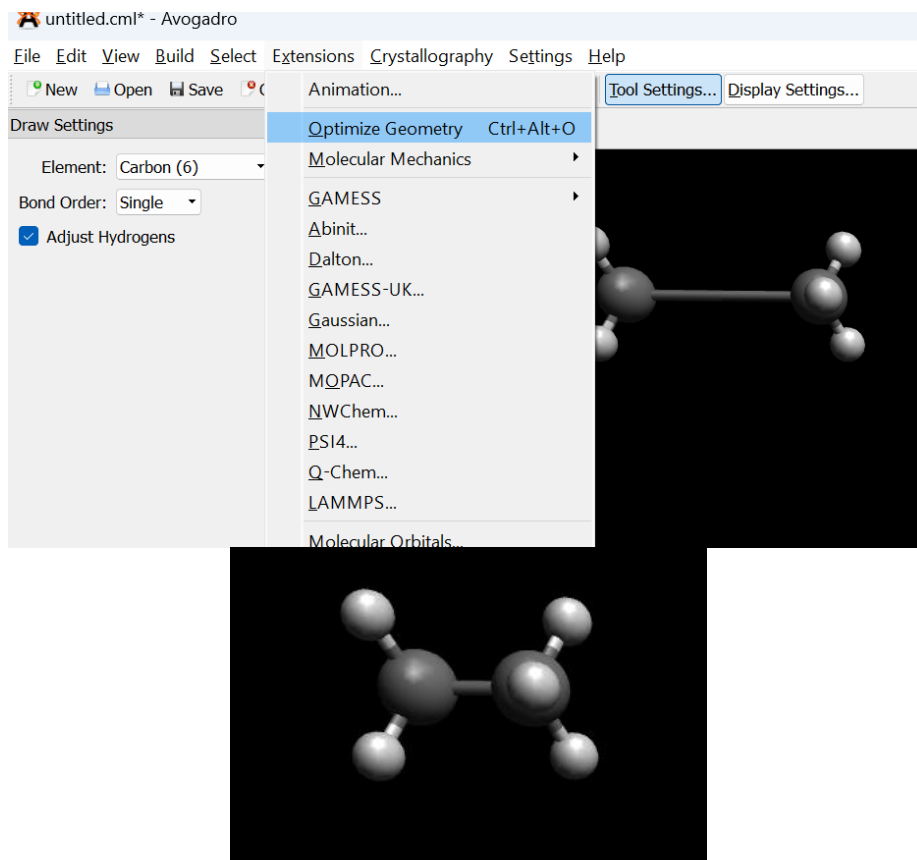 untitled.cml* - Avogadro
File Edit View Build Select Extensions Crystallography Settings Help
New Open Save Tool Settings... Display Settings...
Draw Settings
Element: Carbon (6)
Bond Order: Single
Adjust Hydrogens
Animation...
Optimize Geometry Ctrl+Alt+O
Molecular Mechanics
GAMESS
Abinit...
Dalton...
GAMESS-UK...
Gaussian...
MOLPRO...
MOPAC...
NWChem...
PSI4...
Q-Chem...
LAMMPS...
Molecular Orbitals...